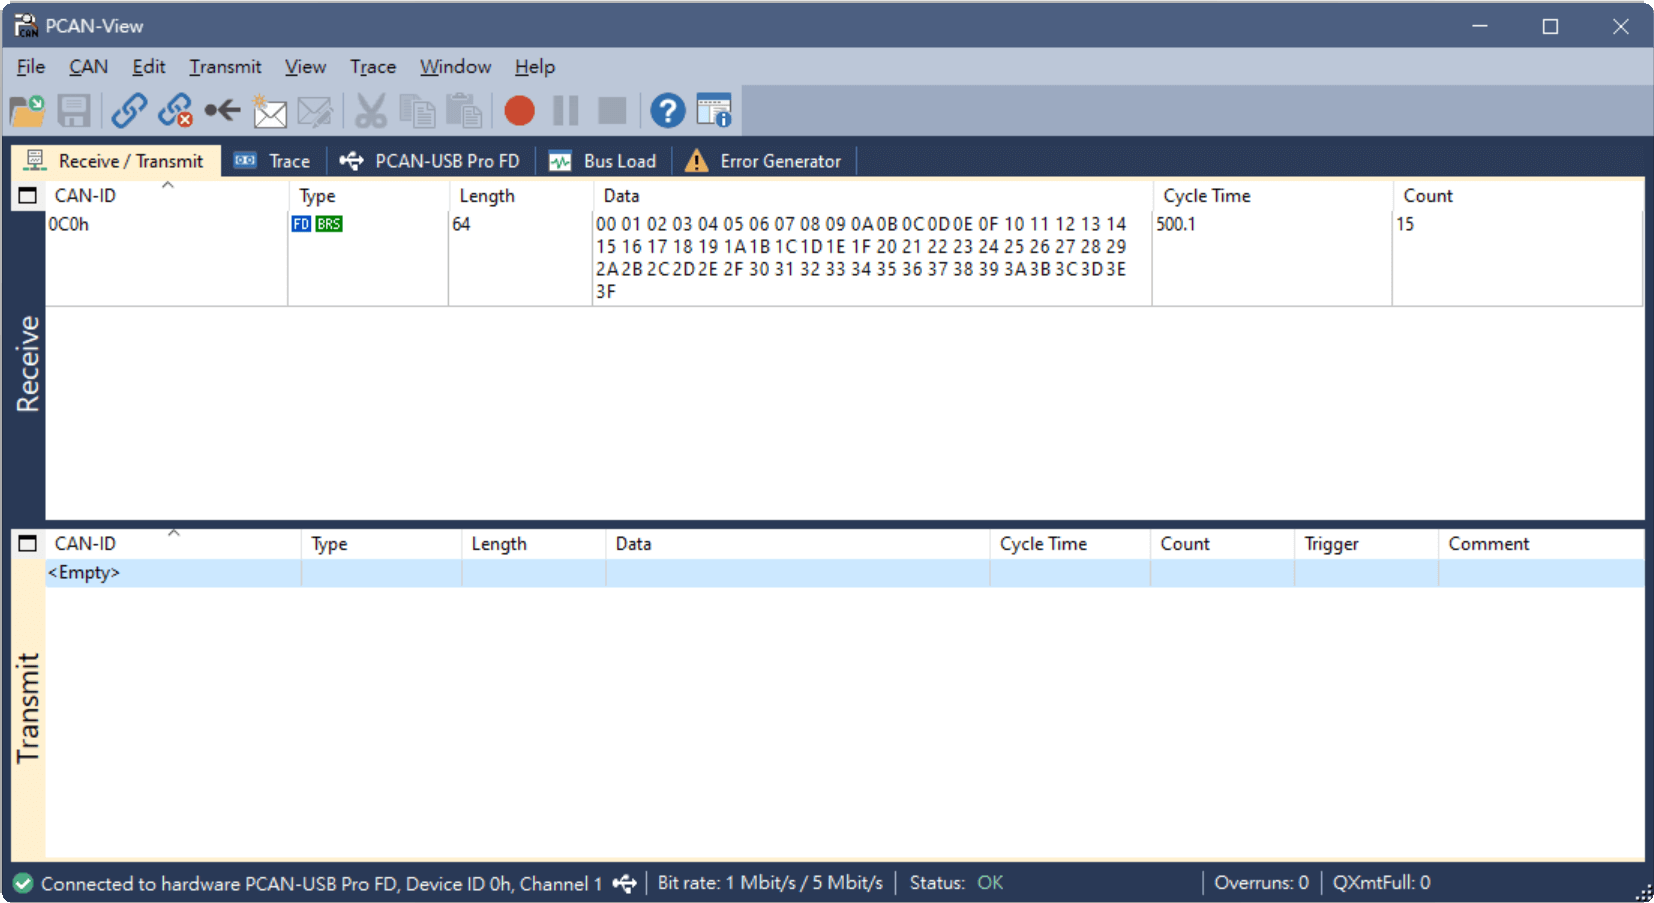 PCAN-View
File CAN Edit Transmit View Trace Window Help
Receive / Transmit Trace PCAN-USB Pro FD Bus Load Error Generator
CAN-ID Type Length Data Cycle Time Count
0C0h FD BRS 64 00 01 02 03 04 05 06 07 08 09 0A 0B 0C 0D 0E 0F 10 11 12 13 14 500.1 15
15 16 17 18 19 1A 1B 1C 1D 1E 1F 20 21 22 23 24 25 26 27 28 29
2A 2B 2C 2D 2E 2F 30 31 32 33 34 35 36 37 38 39 3A 3B 3C 3D 3E
3F
Receive
CAN-ID Type Length Data Cycle Time Count Trigger Comment
<Empty>
Transmit
Connected to hardware PCAN-USB Pro FD, Device ID 0h, Channel 1 Bit rate: 1 Mbit/s / 5 Mbit/s Status: OK Overruns: 0 QXmtFull: 0